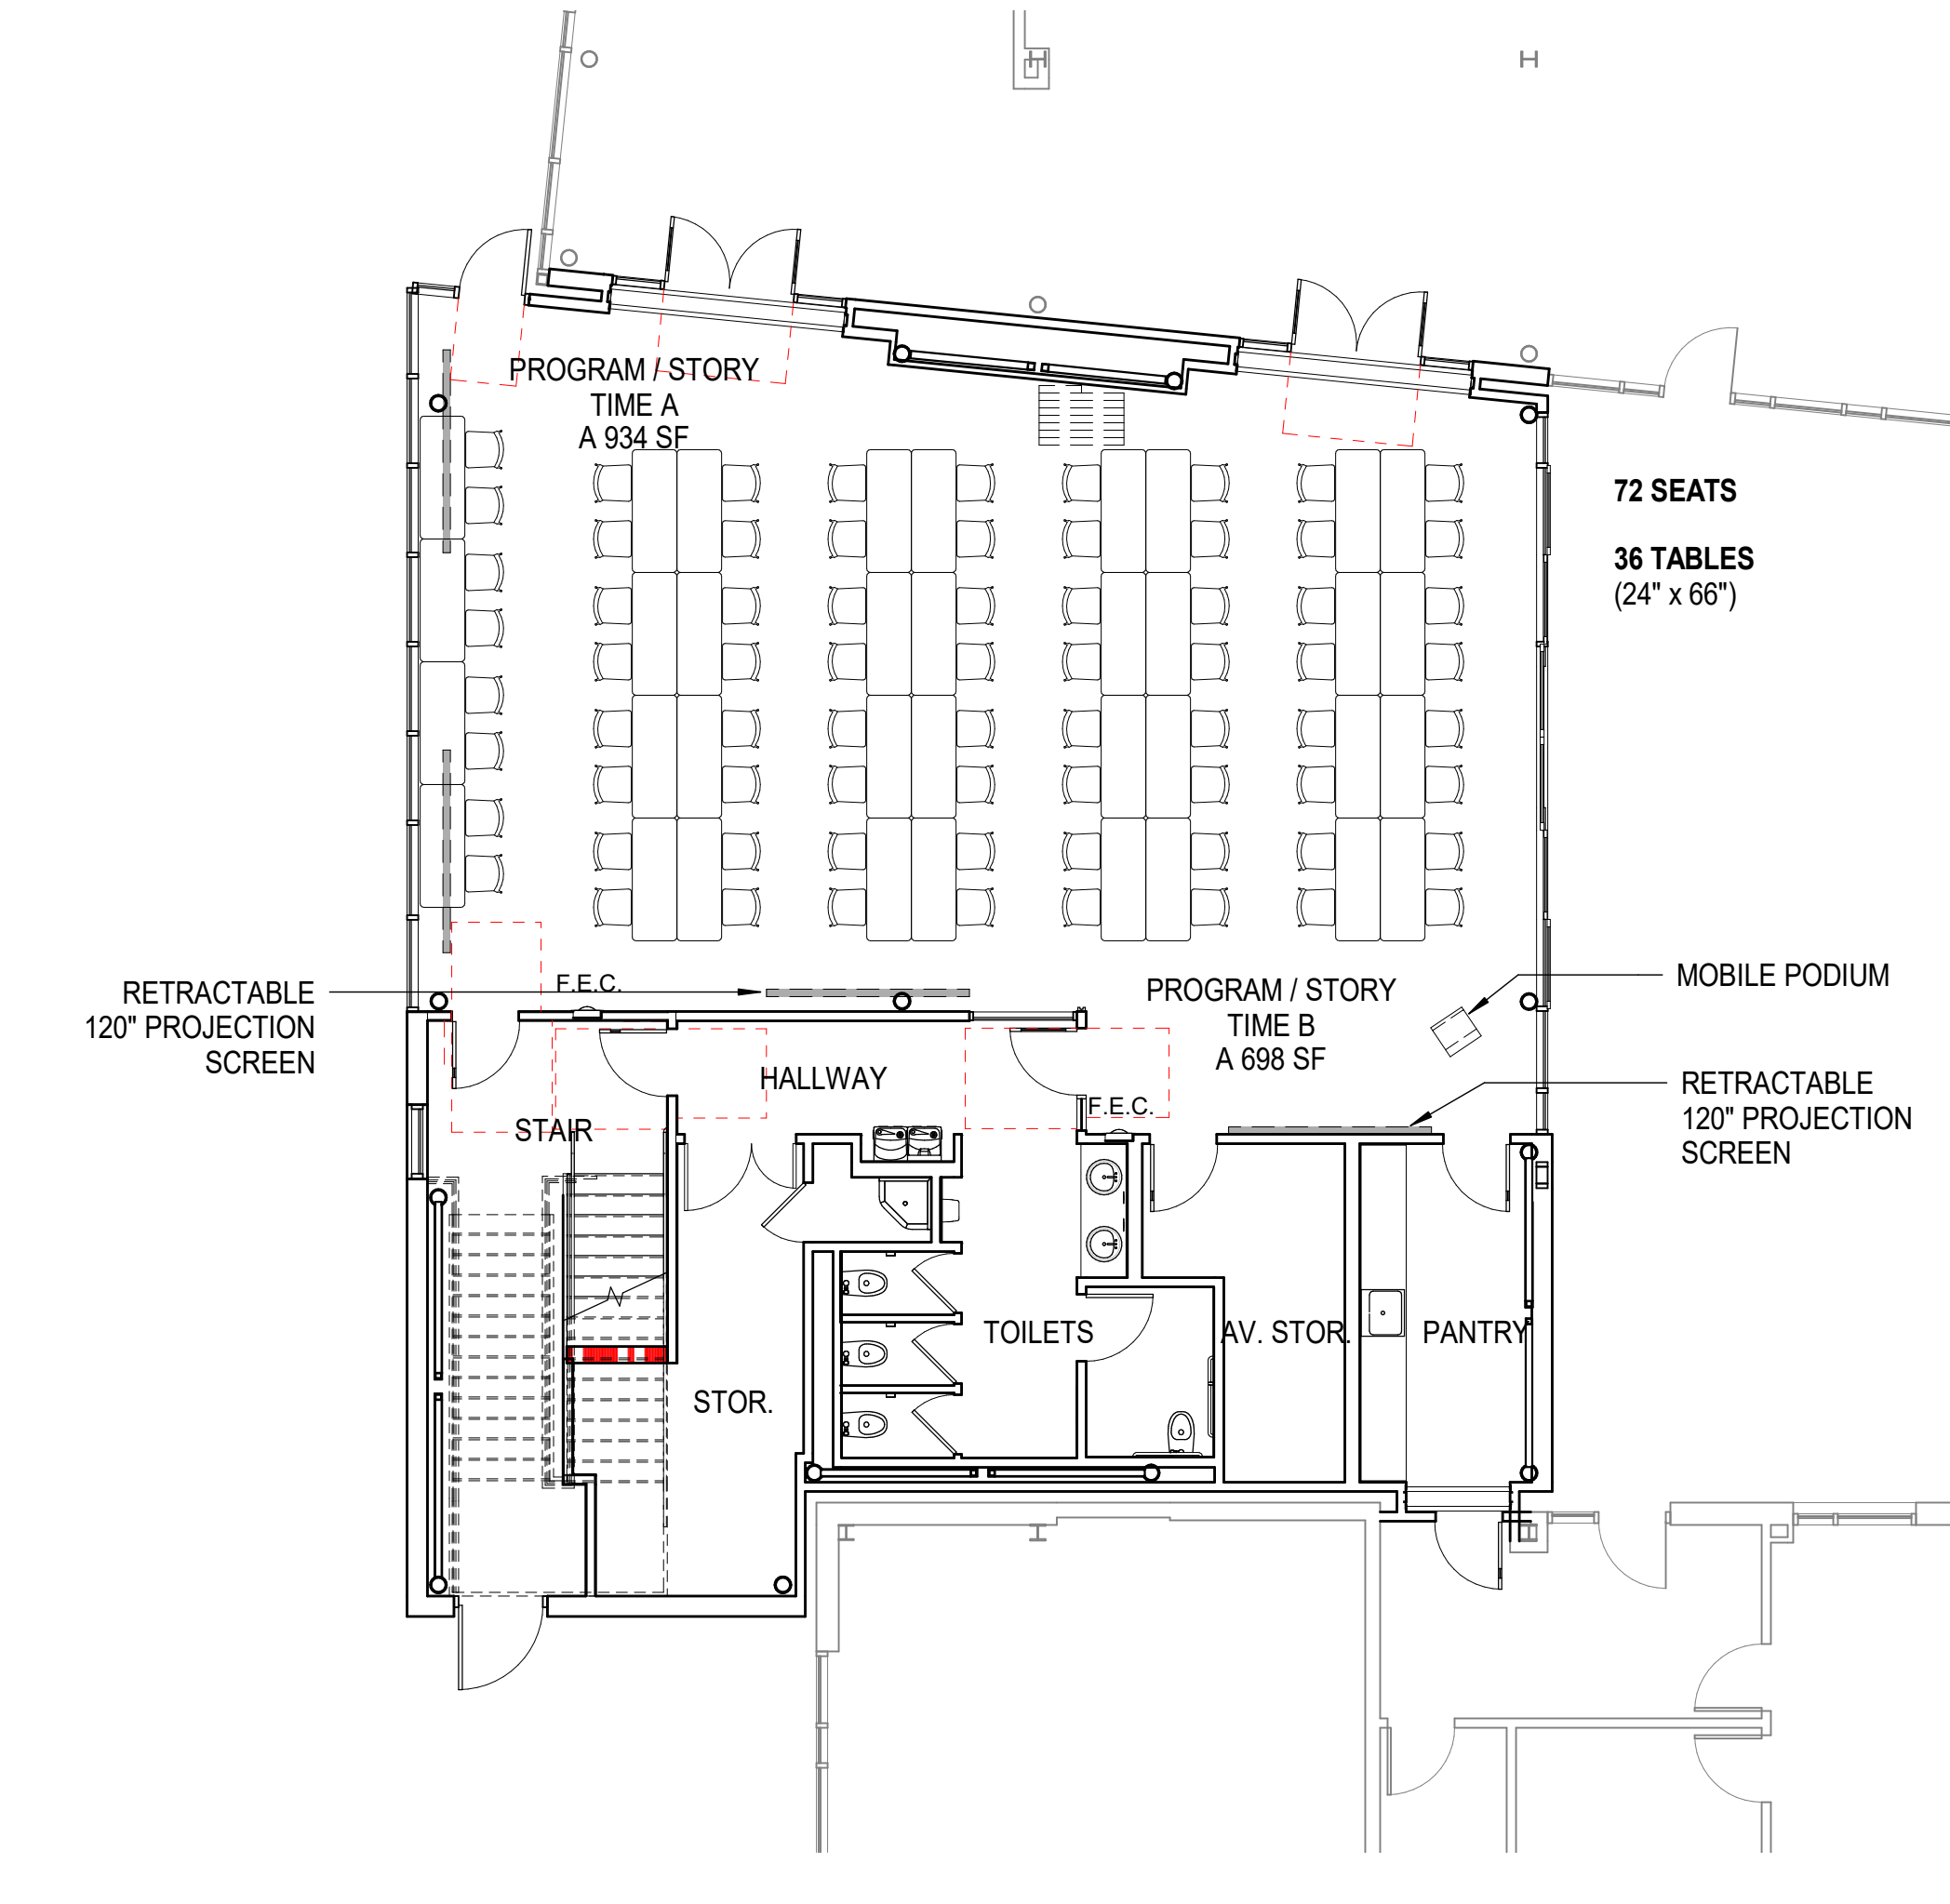 PROGRAM / STORY
TIME A
A 934 SF
72 SEATS
36 TABLES
(24" x 66")
RETRACTABLE
120" PROJECTION
SCREEN
F.E.C.
PROGRAM / STORY
TIME B
A 698 SF
MOBILE PODIUM
RETRACTABLE
120" PROJECTION
SCREEN
HALLWAY
F.E.C.
STAIR
TOILETS
AV. STOR.
PANTRY
STOR.